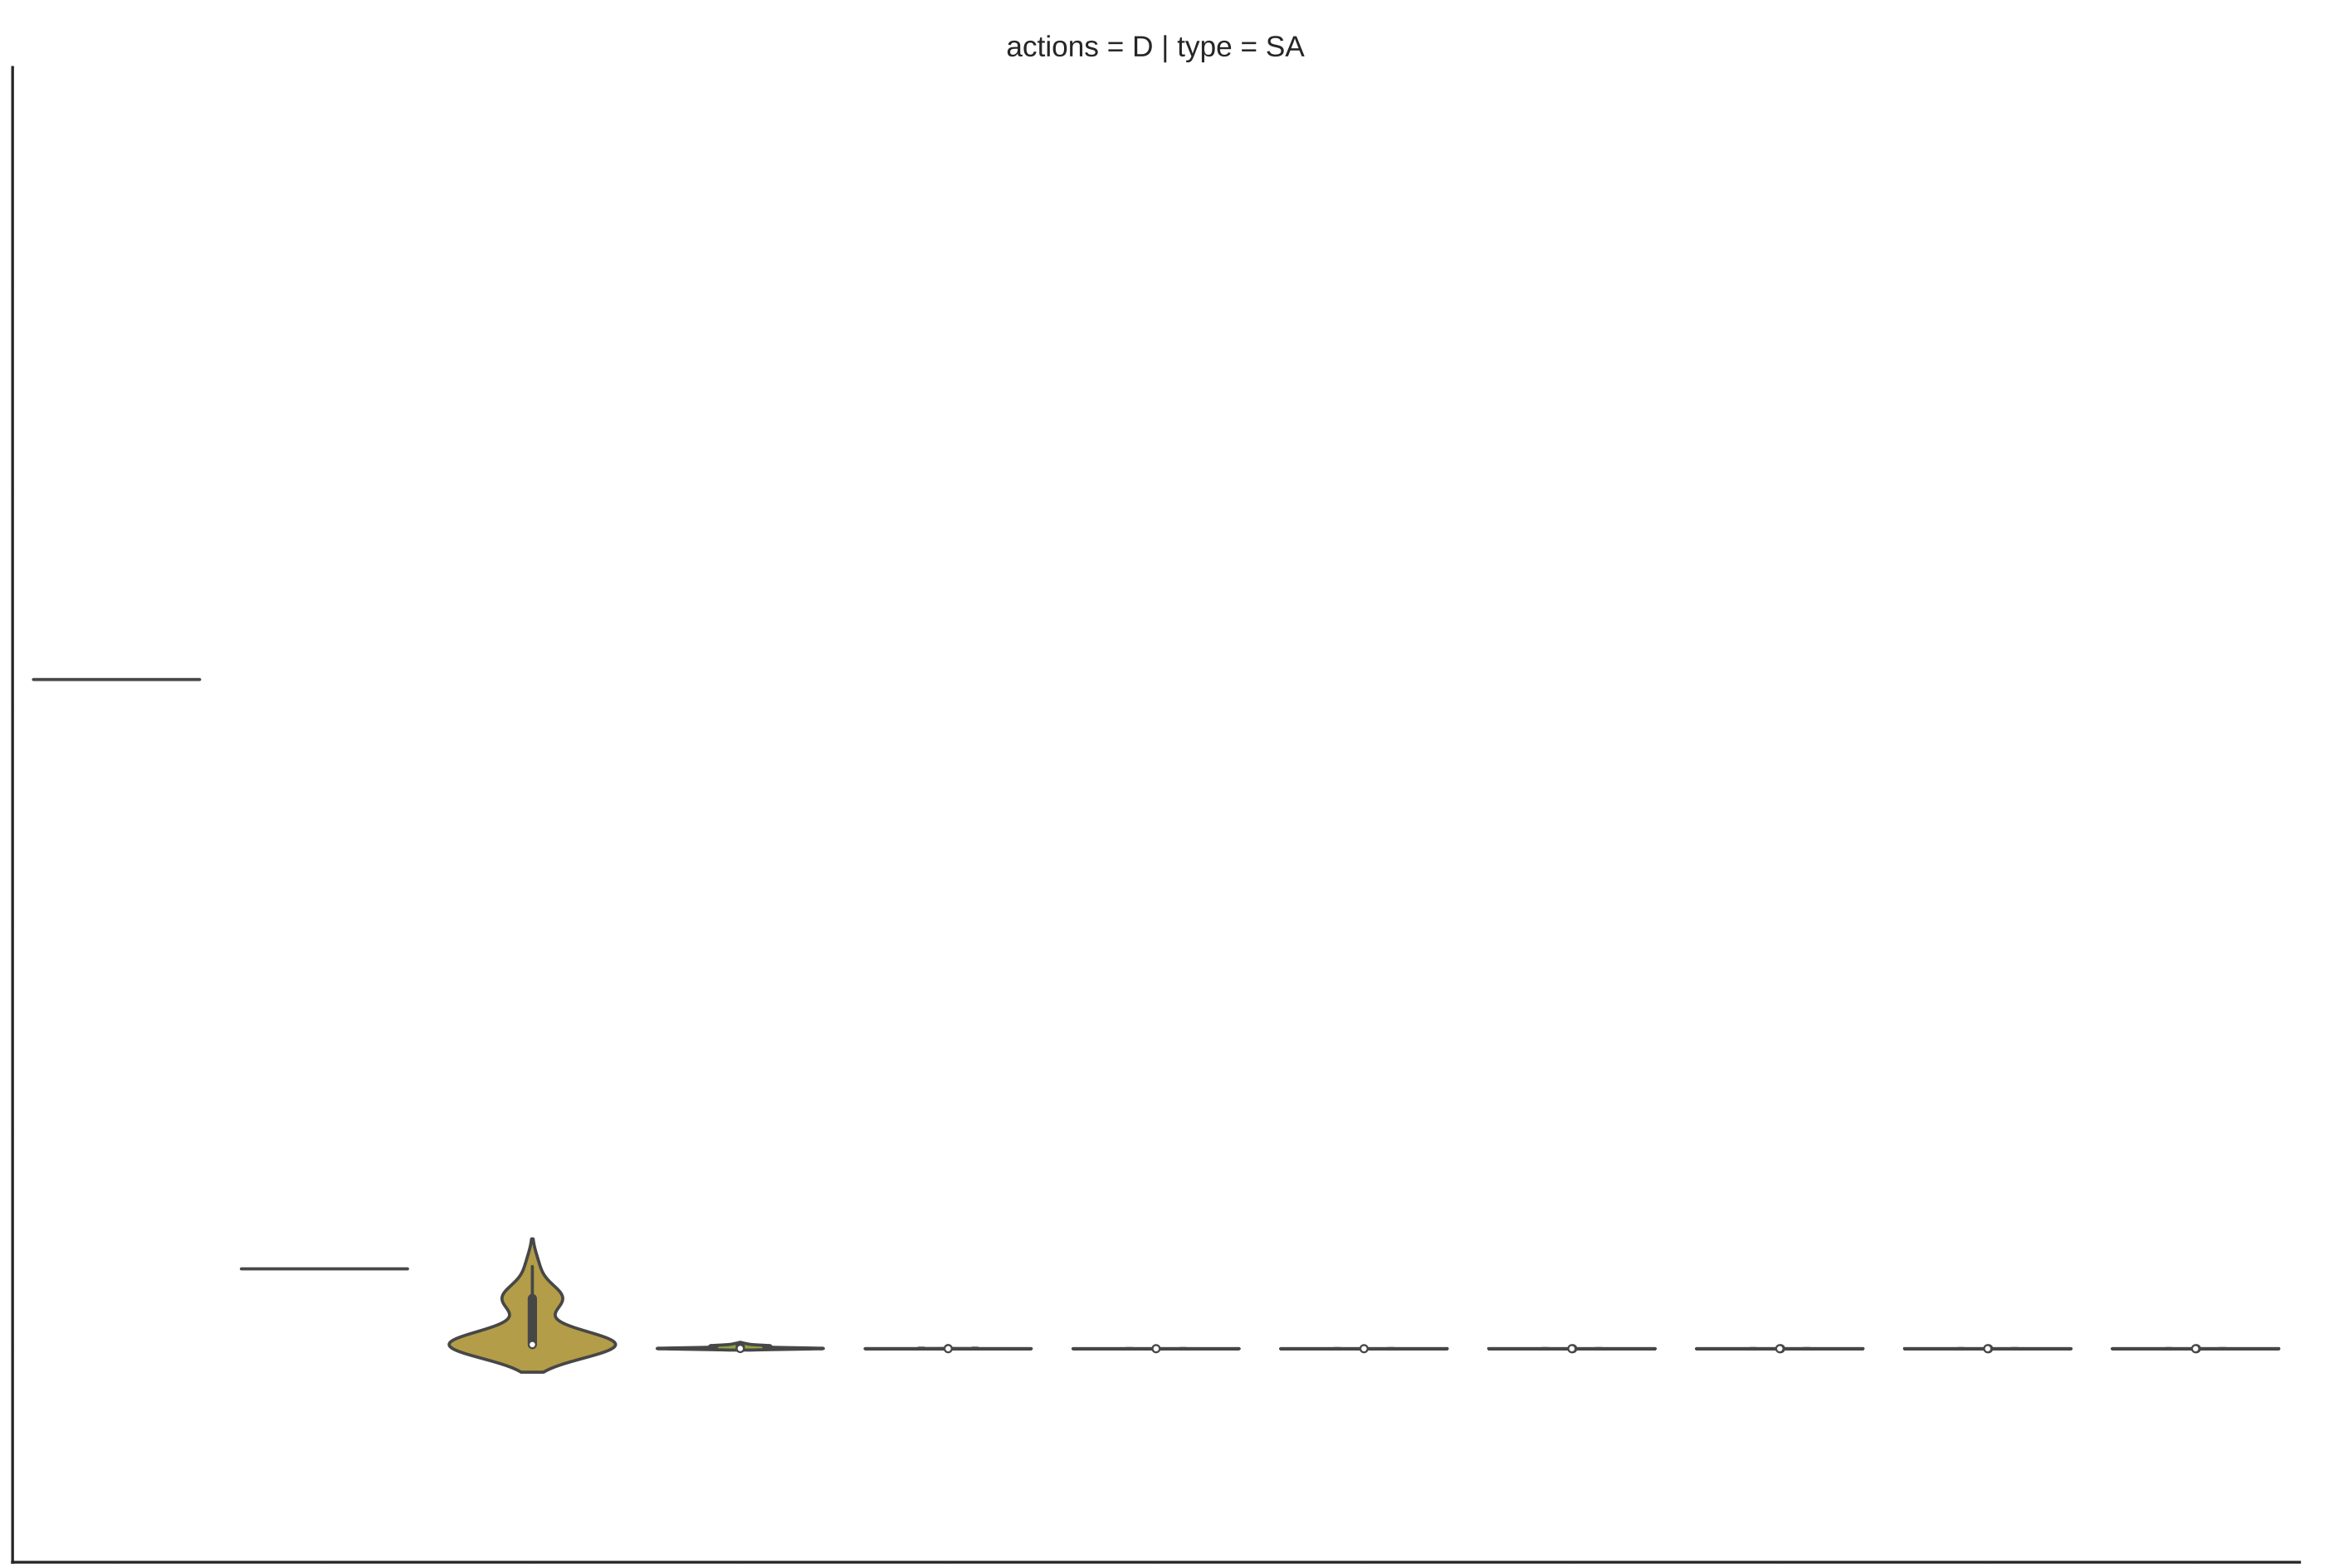 actions = D | type = SA